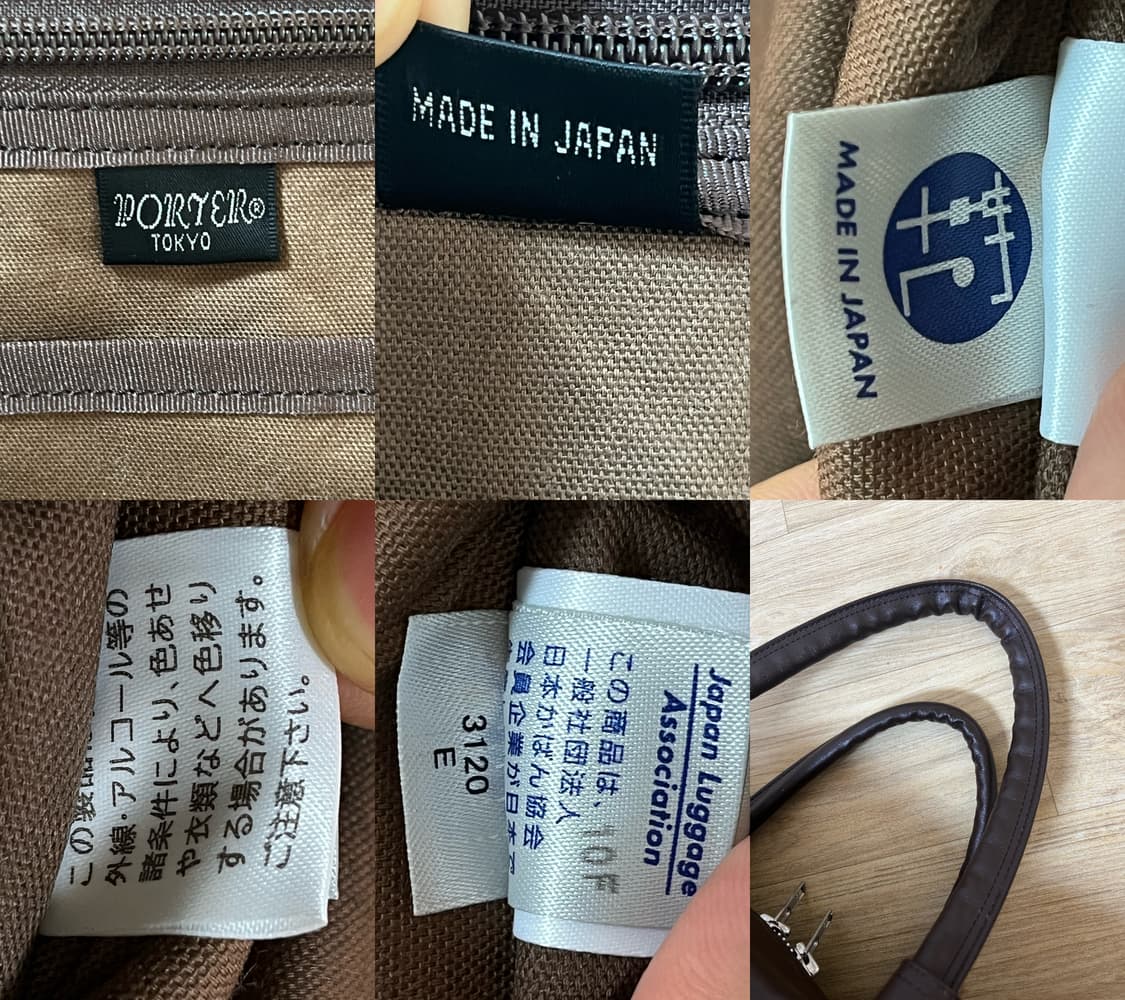 PORTER®
TOKYO
MADE IN JAPAN
MADE IN JAPAN
この製品
外線・アルコール等の
諸条件により、色あせ
や衣類などへ色移り
する場合があります。
ご注意下さい。
Japan Luggage
Association
この商品は、
一般社団法人
日本かばん協会
会員企業が日本で
3120
E